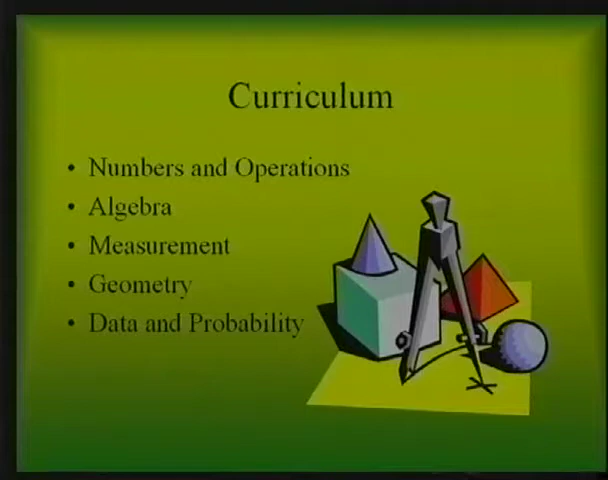 Curriculum
• Numbers and Operations
• Algebra
• Measurement
• Geometry
• Data and Probability